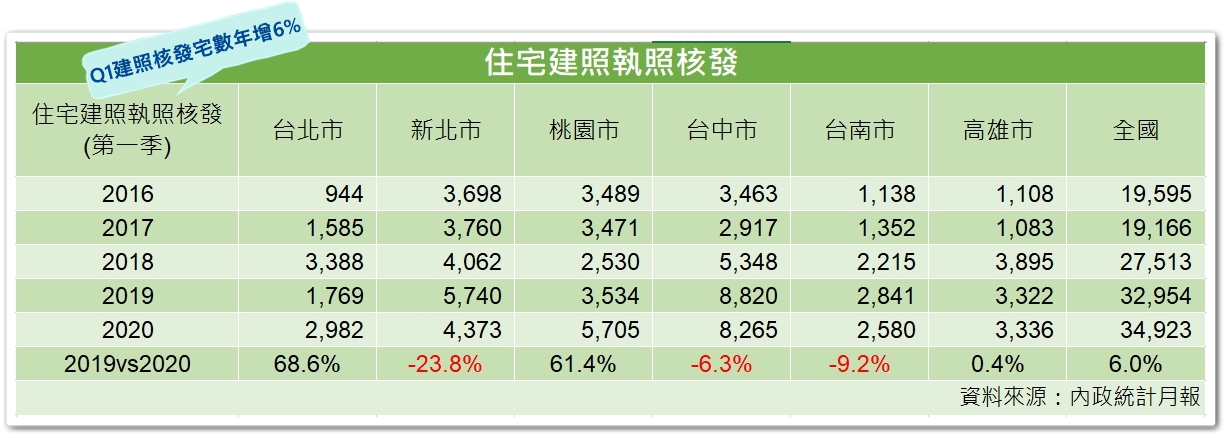 Q1建照核發宅數年增6%
住宅建照執照核發
住宅建照執照核發
(第一季) 台北市 新北市 桃園市 台中市 台南市 高雄市 全國
2016 944 3,698 3,489 3,463 1,138 1,108 19,595
2017 1,585 3,760 3,471 2,917 1,352 1,083 19,166
2018 3,388 4,062 2,530 5,348 2,215 3,895 27,513
2019 1,769 5,740 3,534 8,820 2,841 3,322 32,954
2020 2,982 4,373 5,705 8,265 2,580 3,336 34,923
2019vs2020 68.6% -23.8% 61.4% -6.3% -9.2% 0.4% 6.0%
資料來源：內政統計月報